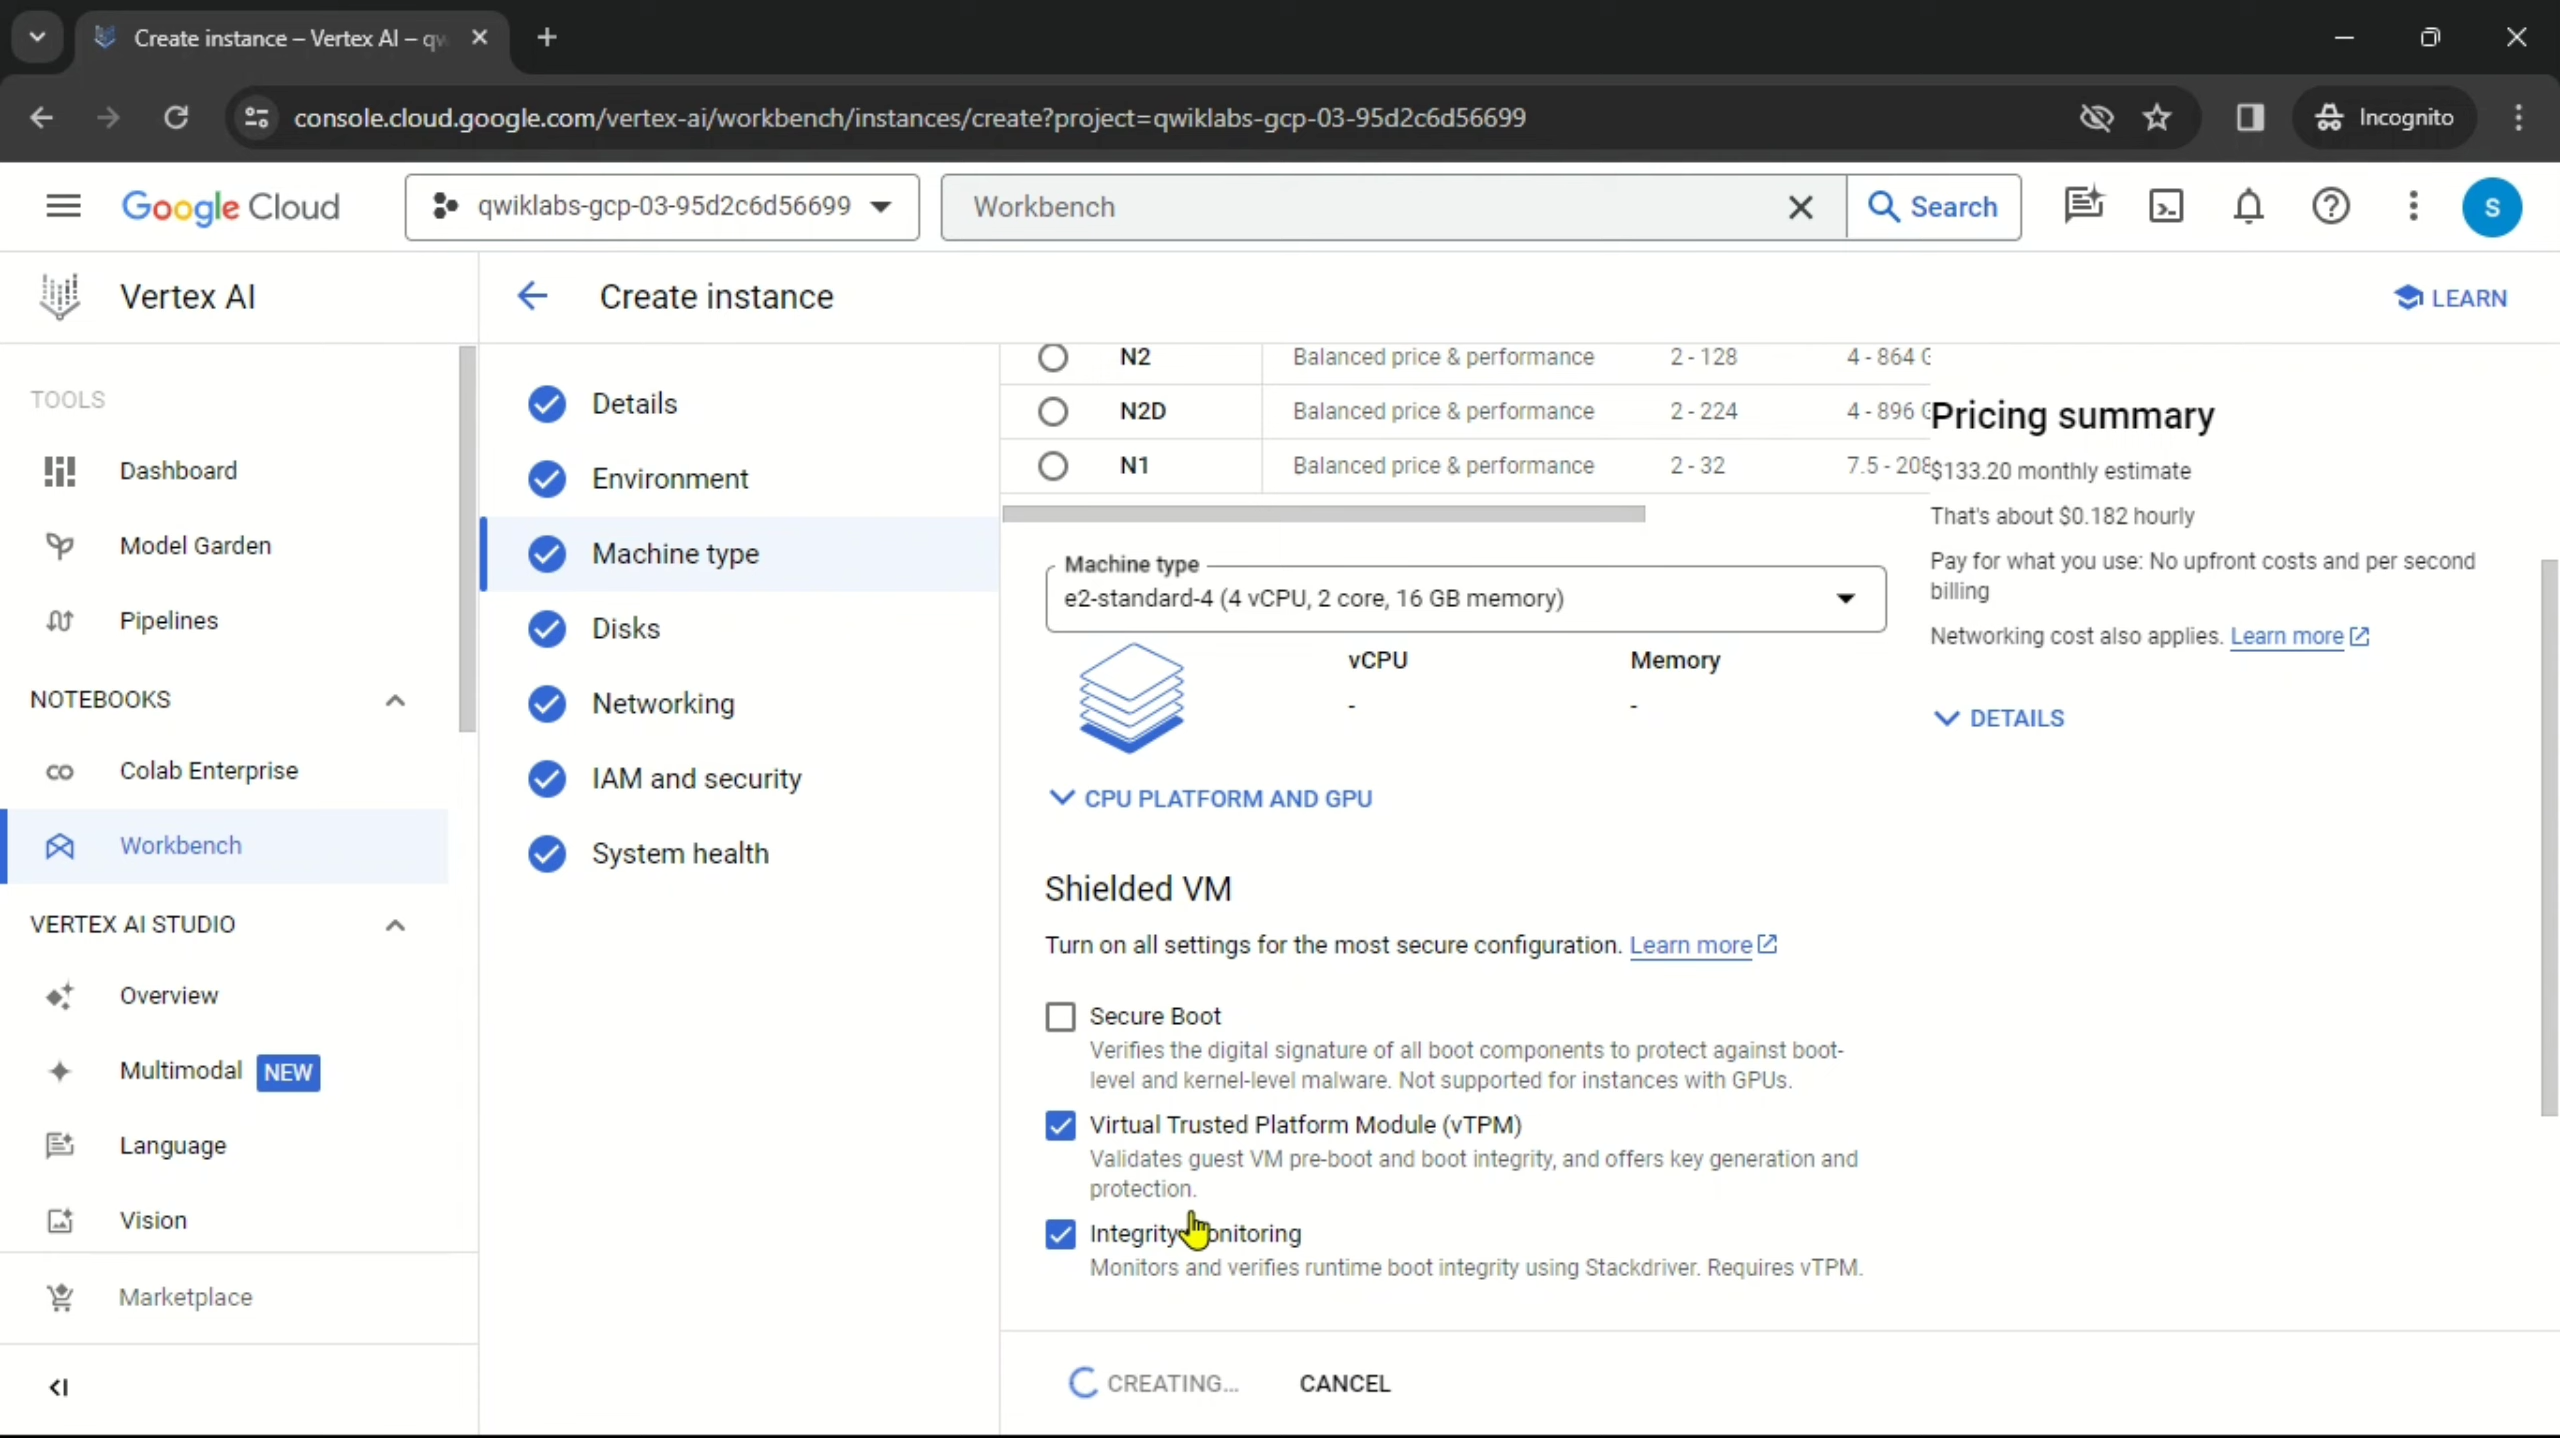 Create instance – Vertex AI – qw
console.cloud.google.com/vertex-ai/workbench/instances/create?project=qwiklabs-gcp-03-95d2c6d56699
Incognito
Google Cloud
qwiklabs-gcp-03-95d2c6d56699
Workbench
Search
S
Vertex AI
Create instance
LEARN
TOOLS
Dashboard
Model Garden
Pipelines
NOTEBOOKS
Colab Enterprise
Workbench
VERTEX AI STUDIO
Overview
Multimodal NEW
Language
Vision
Marketplace
Details
Environment
Machine type
Disks
Networking
IAM and security
System health
N2 Balanced price & performance 2 - 128 4 - 864 G
N2D Balanced price & performance 2 - 224 4 - 896 G
N1 Balanced price & performance 2 - 32 7.5 - 208
Machine type
e2-standard-4 (4 vCPU, 2 core, 16 GB memory)
vCPU Memory
- -
CPU PLATFORM AND GPU
Shielded VM
Turn on all settings for the most secure configuration. Learn more
Secure Boot
Verifies the digital signature of all boot components to protect against boot-
level and kernel-level malware. Not supported for instances with GPUs.
Virtual Trusted Platform Module (vTPM)
Validates guest VM pre-boot and boot integrity, and offers key generation and
protection.
Integrity Monitoring
Monitors and verifies runtime boot integrity using Stackdriver. Requires vTPM.
CREATING... CANCEL
Pricing summary
$133.20 monthly estimate
That's about $0.182 hourly
Pay for what you use: No upfront costs and per second
billing
Networking cost also applies. Learn more
DETAILS